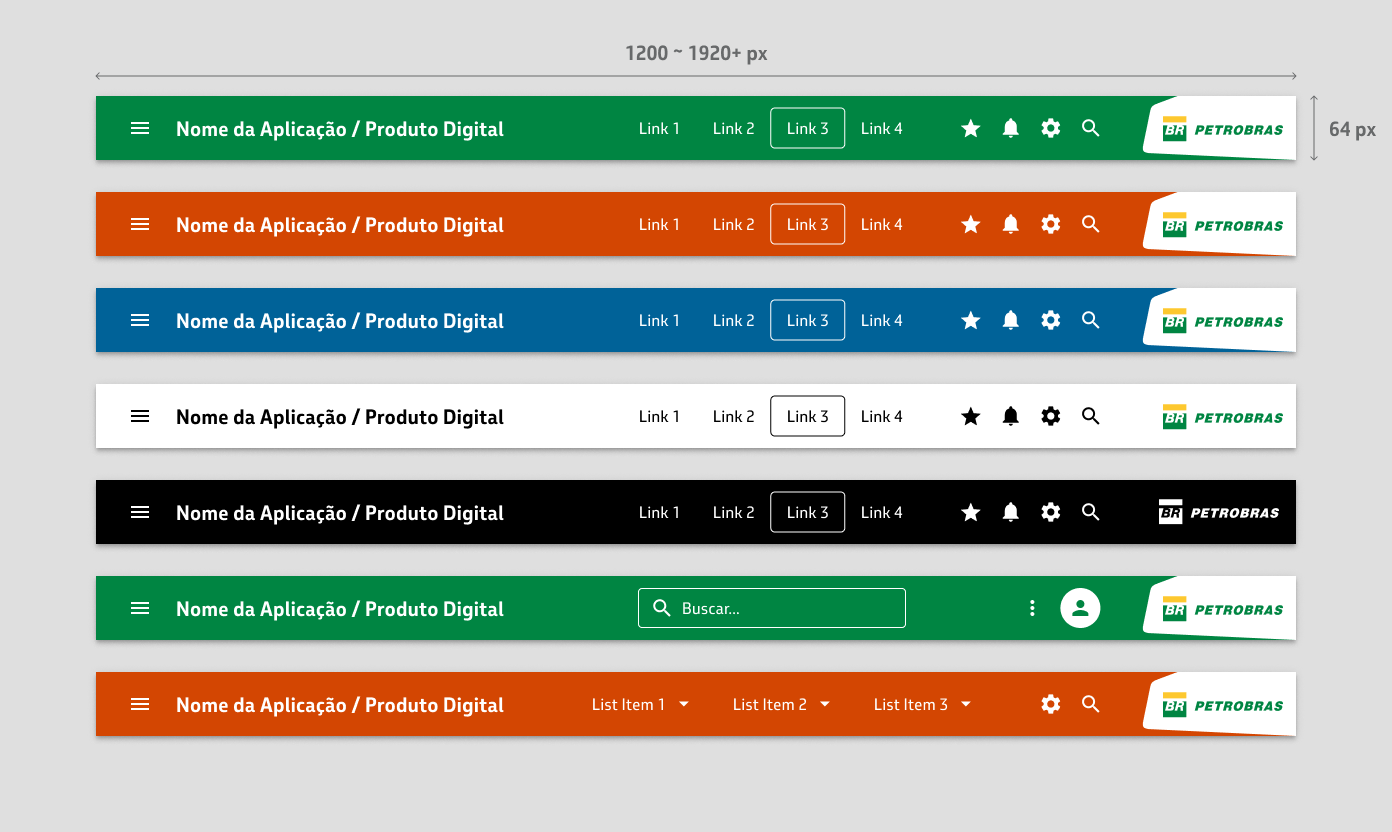 1200 ~ 1920+ px
64 px
Nome da Aplicação / Produto Digital Link 1 Link 2 Link 3 Link 4 BR PETROBRAS
Nome da Aplicação / Produto Digital Link 1 Link 2 Link 3 Link 4 BR PETROBRAS
Nome da Aplicação / Produto Digital Link 1 Link 2 Link 3 Link 4 BR PETROBRAS
Nome da Aplicação / Produto Digital Link 1 Link 2 Link 3 Link 4 BR PETROBRAS
Nome da Aplicação / Produto Digital Link 1 Link 2 Link 3 Link 4 BR PETROBRAS
Nome da Aplicação / Produto Digital Buscar... BR PETROBRAS
Nome da Aplicação / Produto Digital List Item 1 List Item 2 List Item 3 BR PETROBRAS